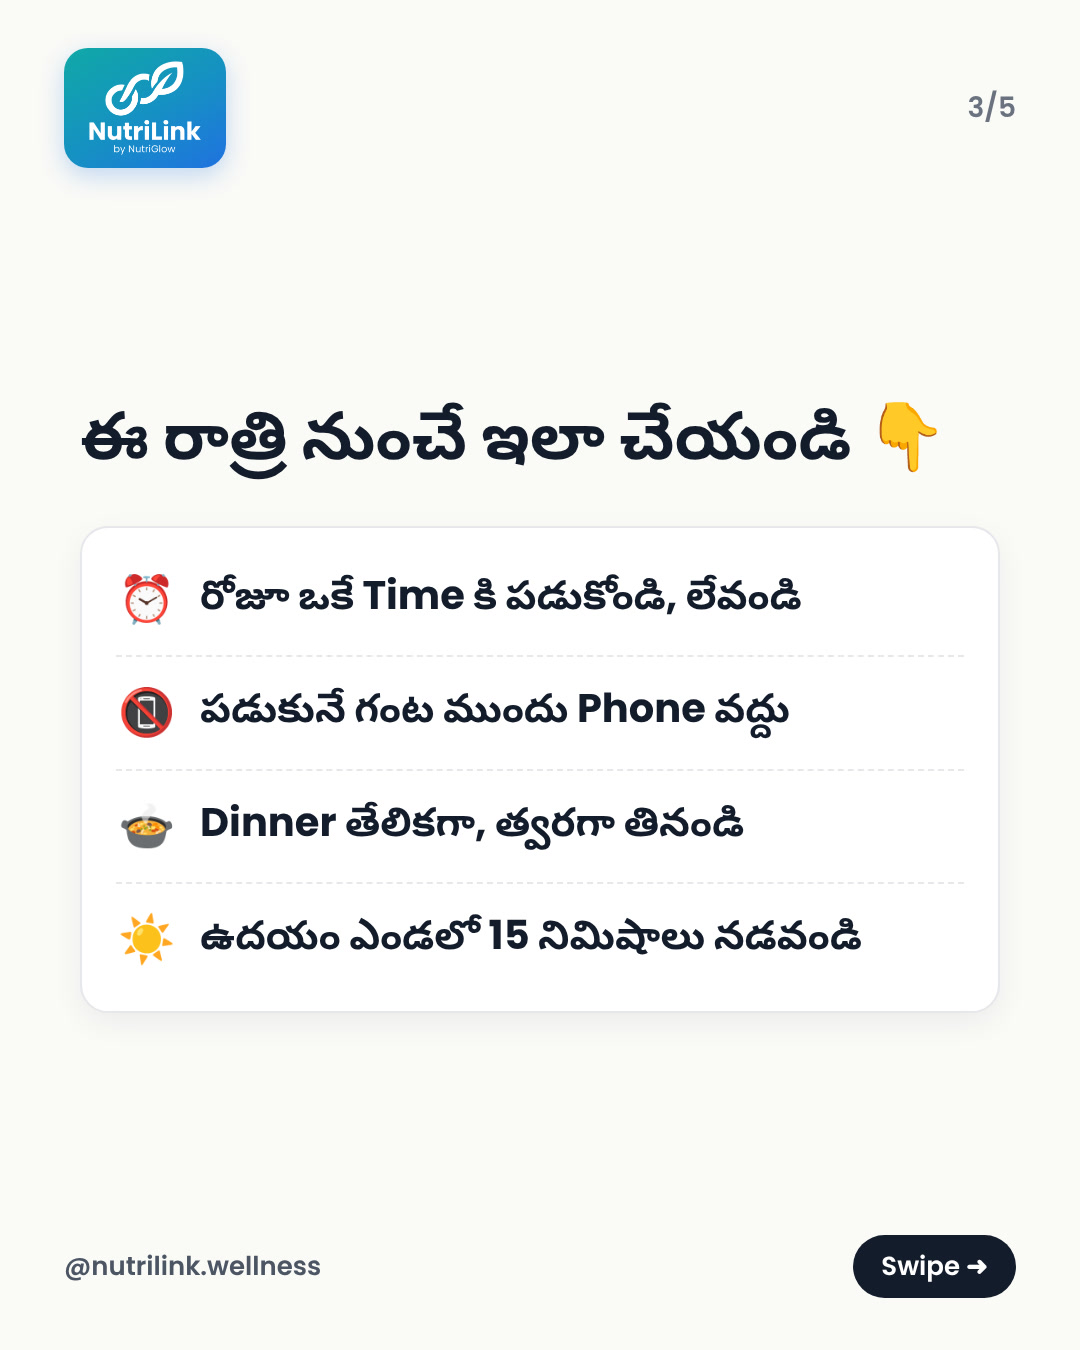 NutriLink
by NutriGlow
3/5
ఈ రాత్రి నుంచే ఇలా చేయండి 👇
రోజూ ఒకే Time కి పడుకోండి, లేవండి
పడుకునే గంట ముందు Phone వద్దు
Dinner తేలికగా, త్వరగా తినండి
ఉదయం ఎండలో 15 నిమిషాలు నడవండి
@nutrilink.wellness
Swipe ➜